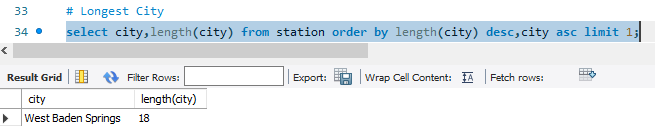 33 # Longest City
34 select city,length(city) from station order by length(city) desc,city asc limit 1;
Result Grid Filter Rows: Export: Wrap Cell Content: IA Fetch rows:
city length(city)
West Baden Springs 18